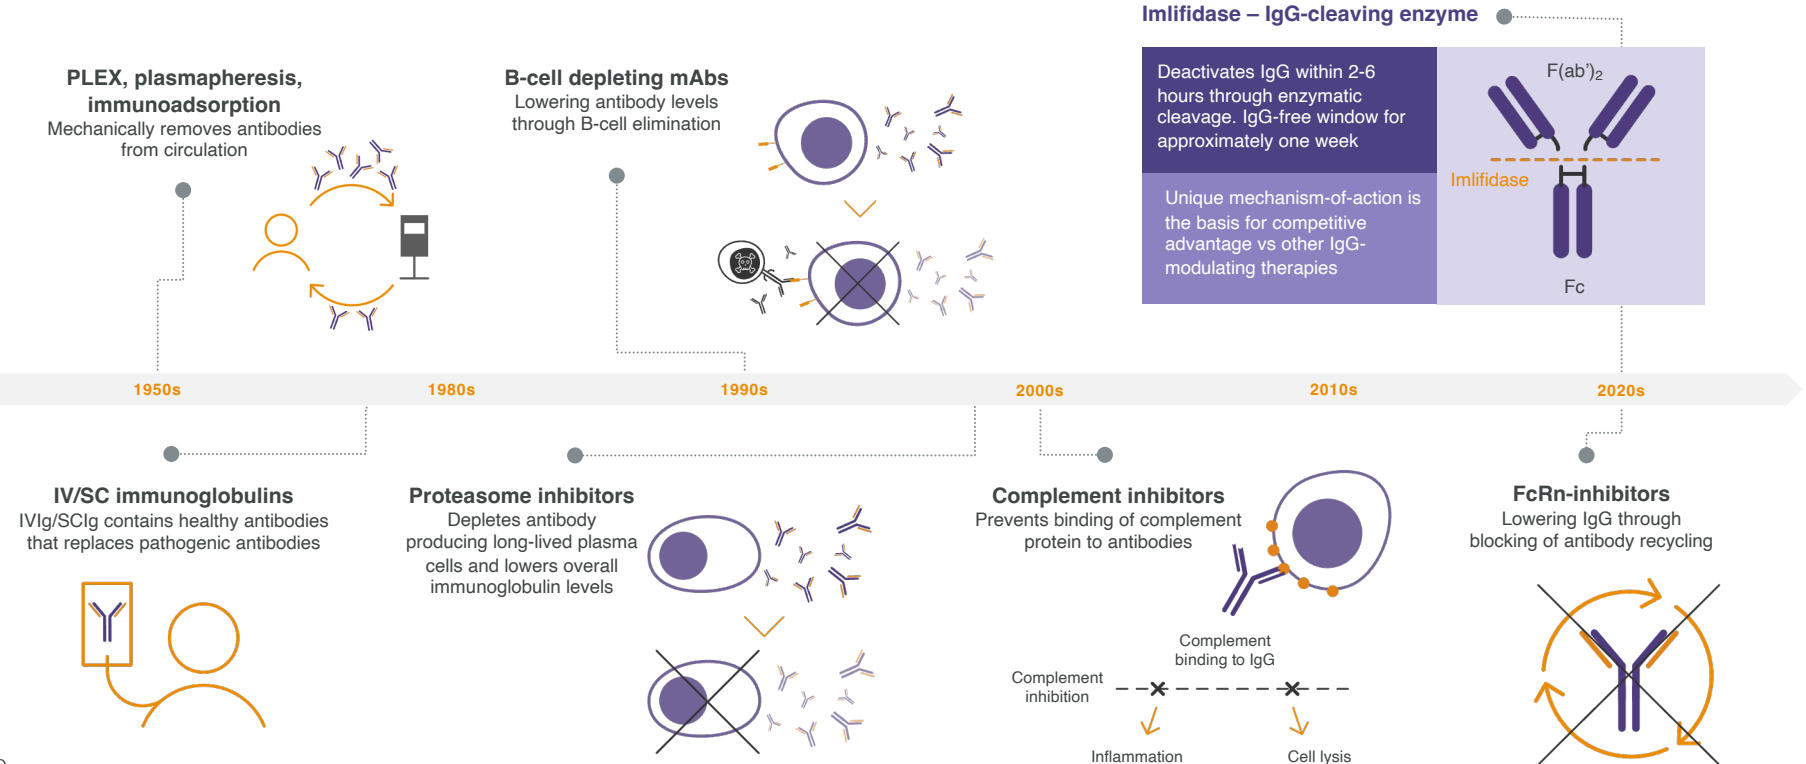 Imlifidase – IgG-cleaving enzyme
PLEX, plasmapheresis,
immunoadsorption
Mechanically removes antibodies
from circulation
B-cell depleting mAbs
Lowering antibody levels
through B-cell elimination
Deactivates IgG within 2-6
hours through enzymatic
cleavage. IgG-free window for
approximately one week
Unique mechanism-of-action is
the basis for competitive
advantage vs other IgG-
modulating therapies
F(ab’)₂
Imlifidase
Fc
1950s
1980s
1990s
2000s
2010s
2020s
IV/SC immunoglobulins
IVIg/SCIg contains healthy antibodies
that replaces pathogenic antibodies
Proteasome inhibitors
Depletes antibody
producing long-lived plasma
cells and lowers overall
immunoglobulin levels
Complement inhibitors
Prevents binding of complement
protein to antibodies
Complement
binding to IgG
Complement
inhibition
Inflammation
Cell lysis
FcRn-inhibitors
Lowering IgG through
blocking of antibody recycling